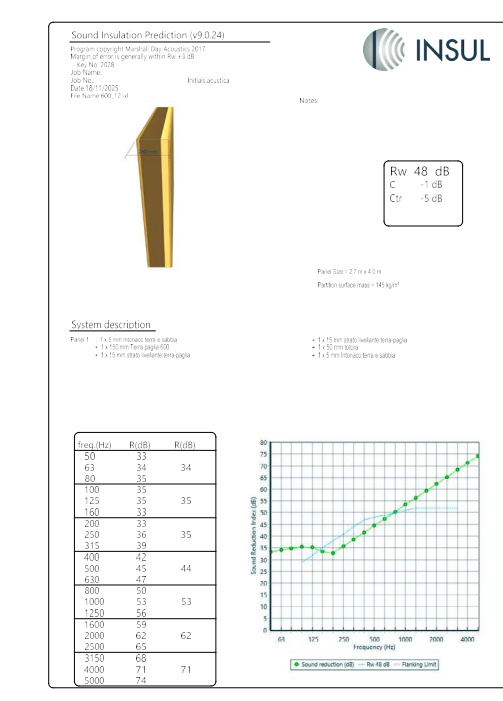 Sound Insulation Prediction (v9.0.24)
Program copyright Marshall Day Acoustics 2017
Margin of error is generally within Rw ±3 dB
- Key No. 2028
Job Name:
Job No.: Initials:acustica
Date:18/11/2025
File Name:600_12.ixl
INSUL
Notes:
Rw 48 dB
C -1 dB
Ctr -5 dB
Panel Size = 2.7 m x 4.0 m
Partition surface mass = 145 kg/m²
System description
Panel 1 : 1 x 5 mm Intonaco terra e sabbia
+ 1 x 150 mm Terra paglia 600
+ 1 x 15 mm strato livellante terra-paglia
+ 1 x 15 mm strato livellante terra-paglia
+ 1 x 50 mm totora
+ 1 x 5 mm Intonaco terra e sabbia
freq.(Hz) R(dB) R(dB)
50 33
63 34 34
80 35
100 35
125 35 35
160 33
200 33
250 36 35
315 39
400 42
500 45 44
630 47
800 50
1000 53 53
1250 56
1600 59
2000 62 62
2500 65
3150 68
4000 71 71
5000 74
Sound Reduction Index (dB)
80
75
70
65
60
55
50
45
40
35
30
25
20
15
10
5
0
63 125 250 500 1000 2000 4000
Frequency (Hz)
Sound reduction (dB) Rw 48 dB Flanking Limit